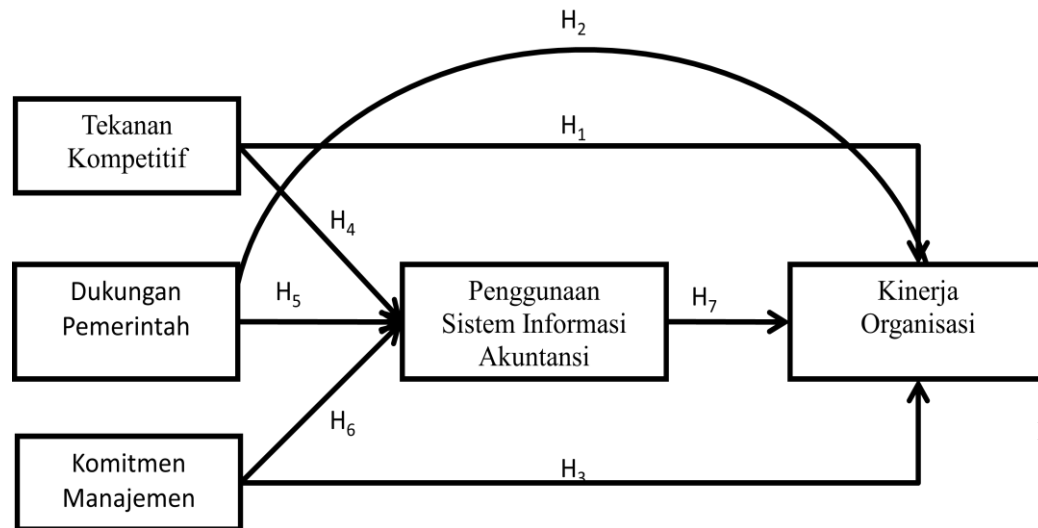 H₂
Tekanan
Kompetitif
H₁
H₄
Dukungan
Pemerintah
H₅
Penggunaan
Sistem Informasi
Akuntansi
H₇
Kinerja
Organisasi
H₆
Komitmen
Manajemen
H₃